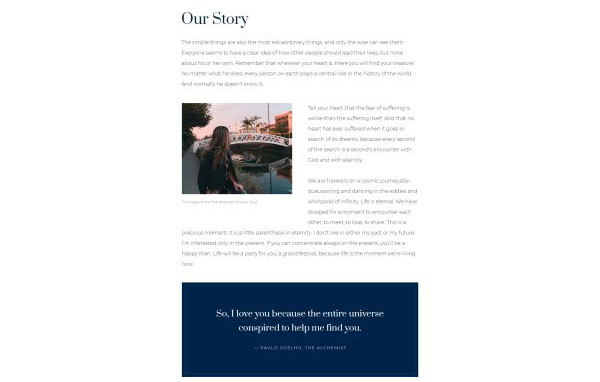 Our Story
The simple things are also the most extraordinary things, and only the wise can see them.
Everyone seems to have a clear idea of how other people should lead their lives, but none
about his or her own. Remember that wherever your heart is, there you will find your treasure.
No matter what he does, every person on earth plays a central role in the history of the world.
And normally he doesn't know it.
Tell your heart that the fear of suffering is
worse than the suffering itself. And that no
heart has ever suffered when it goes in
search of its dreams, because every second
of the search is a second's encounter with
God and with eternity.
We are travelers on a cosmic journey,star
dust,swirling and dancing in the eddies and
whirlpools of infinity. Life is eternal. We have
stopped for a moment to encounter each
other, to meet, to love, to share. This is a
precious moment. It is a little parenthesis in eternity. I don't live in either my past or my future.
I'm interested only in the present. If you can concentrate always on the present, you'll be a
happy man. Life will be a party for you, a grand festival, because life is the moment we're living
now.
So, I love you because the entire universe
conspired to help me find you.
— PAULO COELHO, THE ALCHEMIST